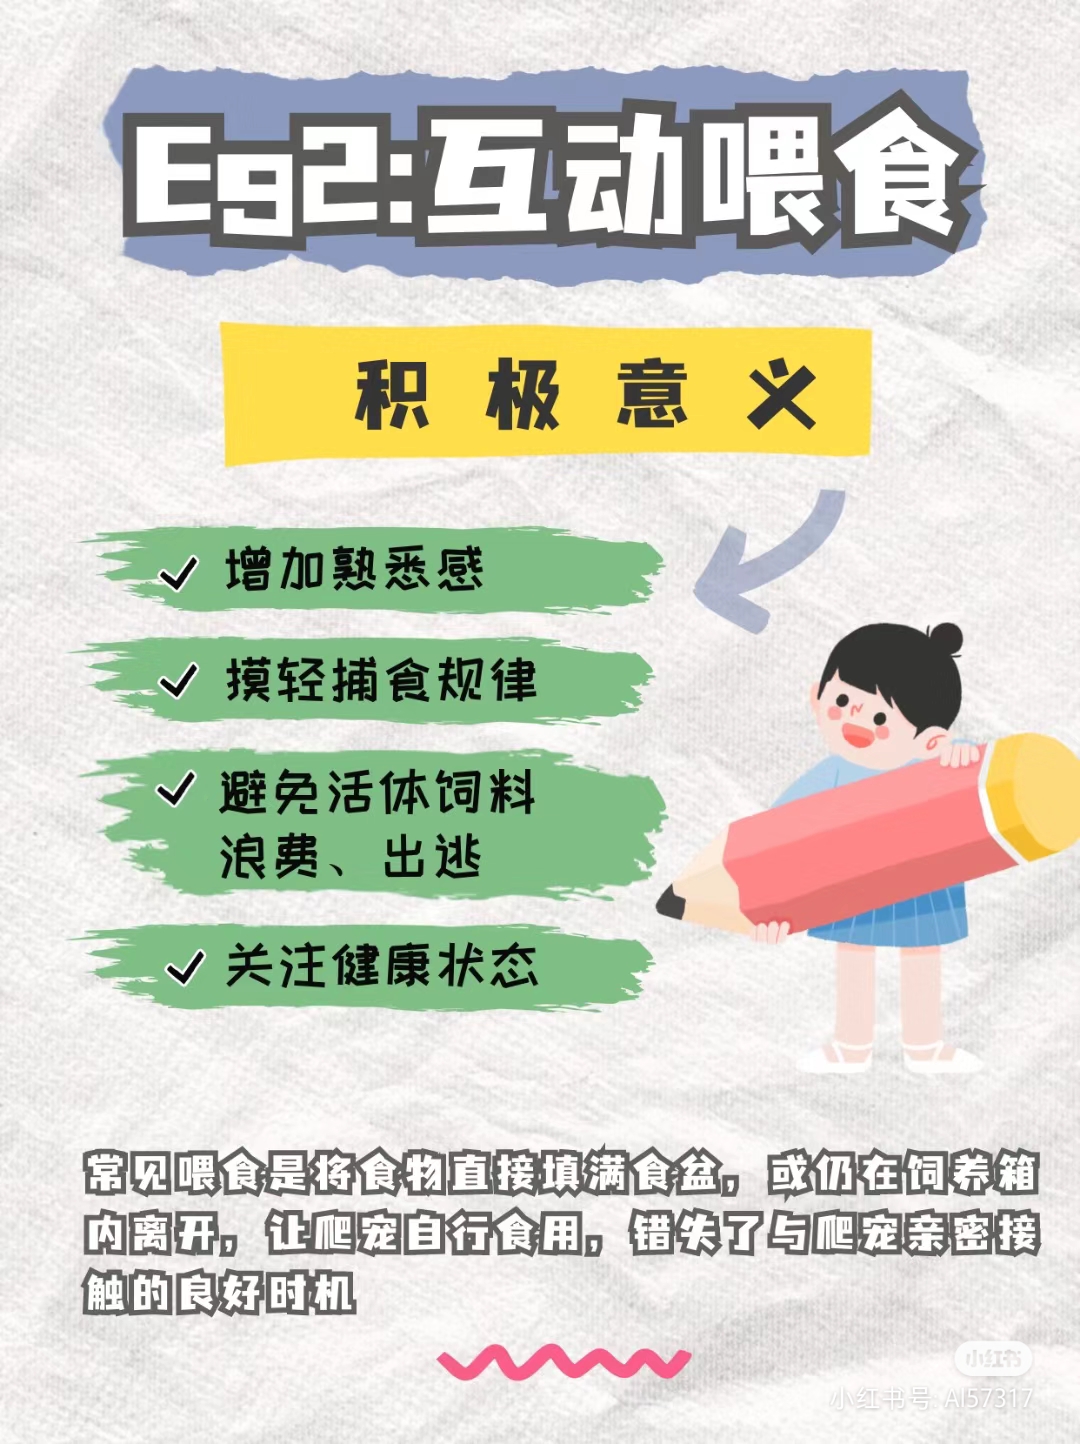 Eg2:互动喂食
积极意义
增加熟悉感
摸轻捕食规律
避免活体饲料
浪费、出逃
关注健康状态
常见喂食是将食物直接填满食盆，或仍在饲养箱
内离开，让爬宠自行食用，错失了与爬宠亲密接
触的良好时机
小红书
小红书号: AI57317